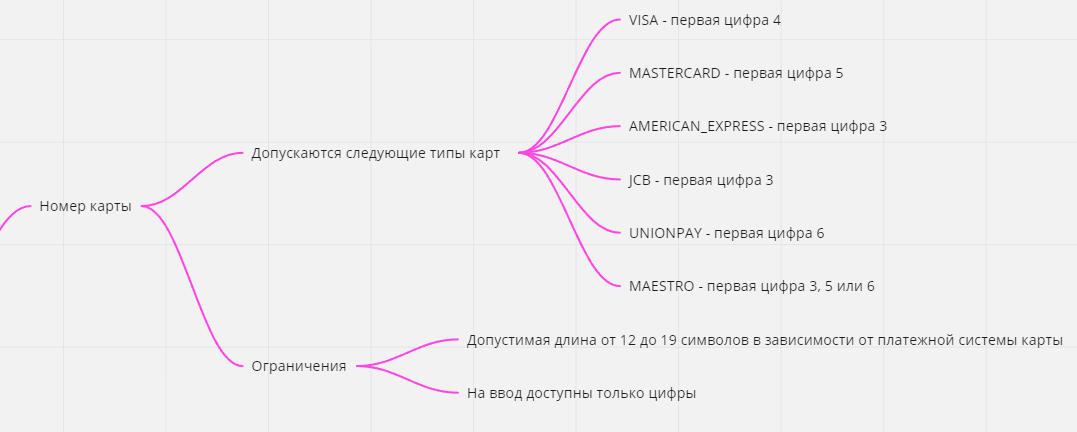 VISA - первая цифра 4
MASTERCARD - первая цифра 5
AMERICAN_EXPRESS - первая цифра 3
Допускаются следующие типы карт
JCB - первая цифра 3
Номер карты
UNIONPAY - первая цифра 6
MAESTRO - первая цифра 3, 5 или 6
Допустимая длина от 12 до 19 символов в зависимости от платежной системы карты
Ограничения
На ввод доступны только цифры